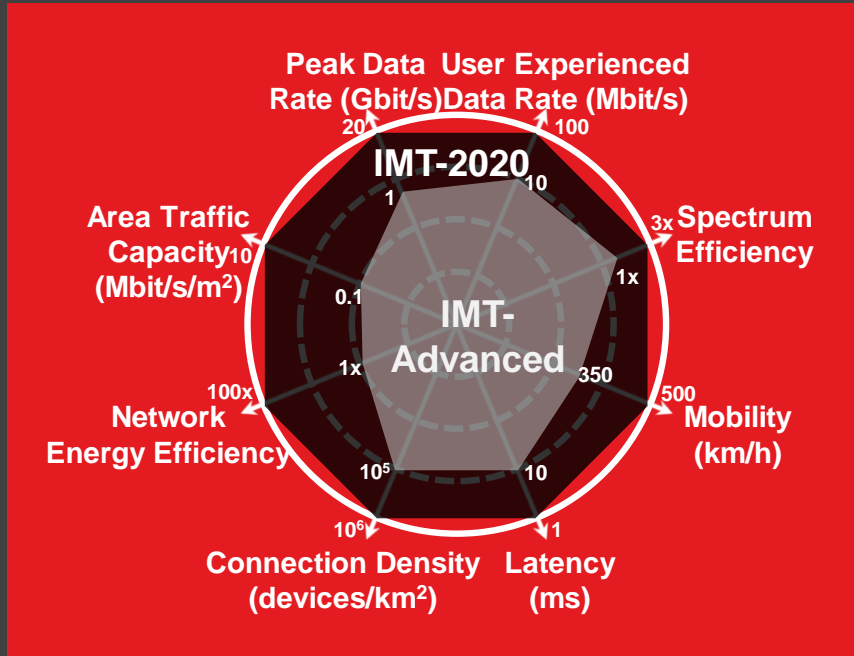 Peak Data
Rate (Gbit/s)
User Experienced
Data Rate (Mbit/s)
20
100
IMT-2020
1
10
Area Traffic
Capacity
(Mbit/s/m²)
10
3x
Spectrum
Efficiency
1x
0.1
IMT-
Advanced
1x
350
100x
500
Network
Energy Efficiency
Mobility
(km/h)
10⁵
10
10⁶
1
Connection Density
(devices/km²)
Latency
(ms)